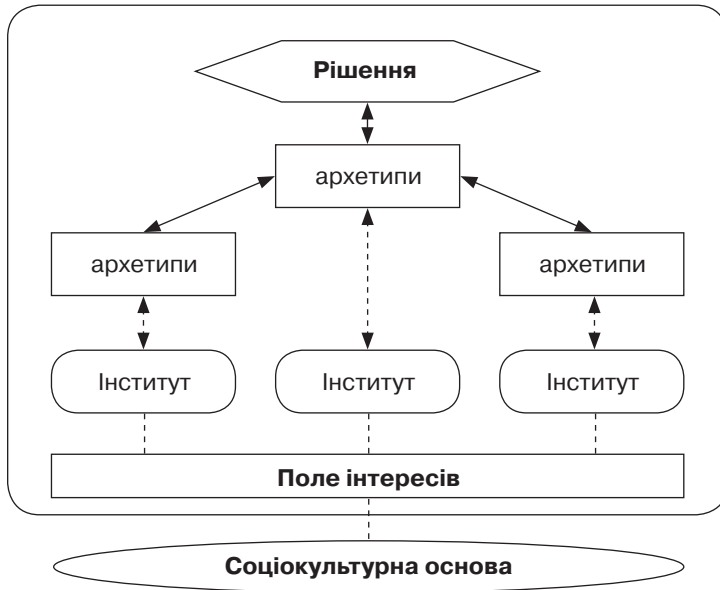 Рішення
архетипи
архетипи
архетипи
Інститут
Інститут
Інститут
Поле інтересів
Соціокультурна основа